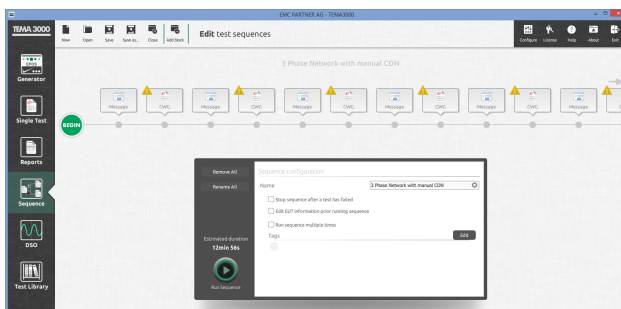 EMC PARTNER AG - TEMA3000
TEMA 3000
New Open Save Save as.. Close Add block
Edit test sequences
Configure License Help About Exit
3 Phase Network with manual CDN
Generator
Single Test
Reports
Sequence
DSO
Test Library
Message CWG Message CWG Message CWG Message CWG Message
BEGIN
Remove All
Rename All
Estimated duration
12min 56s
Run Sequence
Sequence configuration
Name 3 Phase Network with manual CDN
Stop sequence after a test has failed
Edit EUT information prior running sequence
Run sequence multiple times
Tags Edit